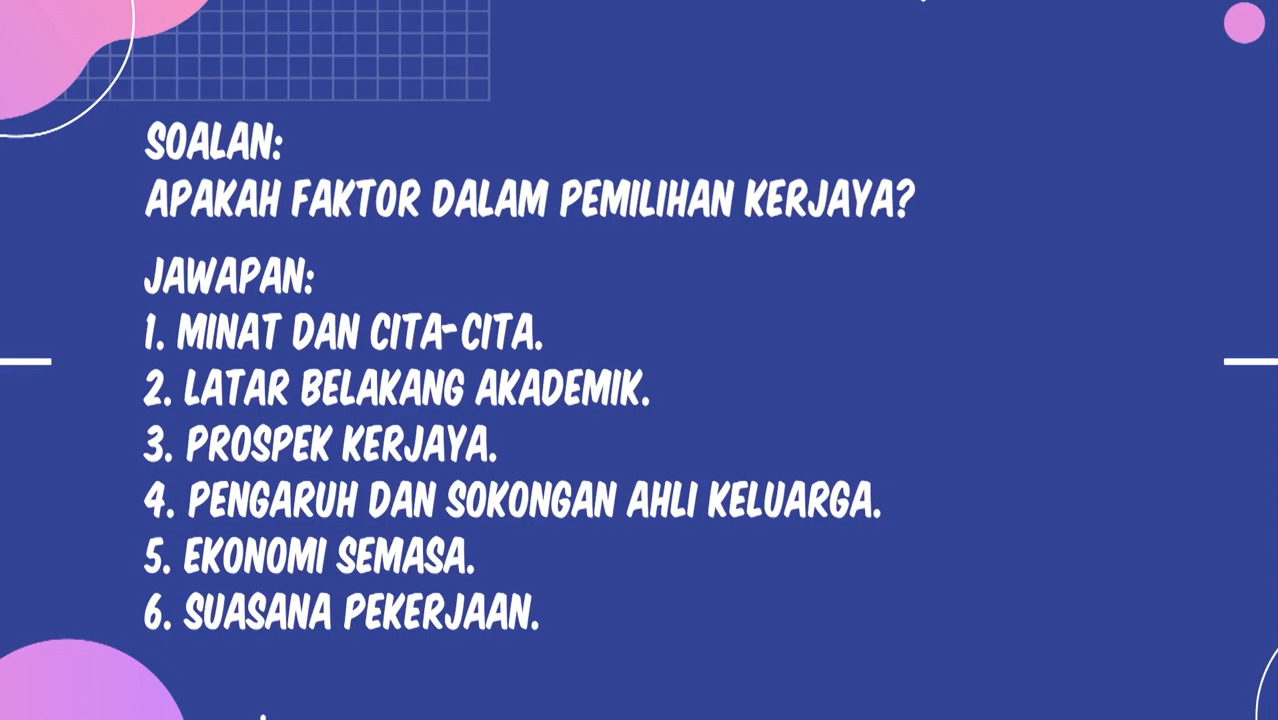 SOALAN:
APAKAH FAKTOR DALAM PEMILIHAN KERJAYA?
JAWAPAN:
1. MINAT DAN CITA-CITA.
2. LATAR BELAKANG AKADEMIK.
3. PROSPEK KERJAYA.
4. PENGARUH DAN SOKONGAN AHLI KELUARGA.
5. EKONOMI SEMASA.
6. SUASANA PEKERJAAN.